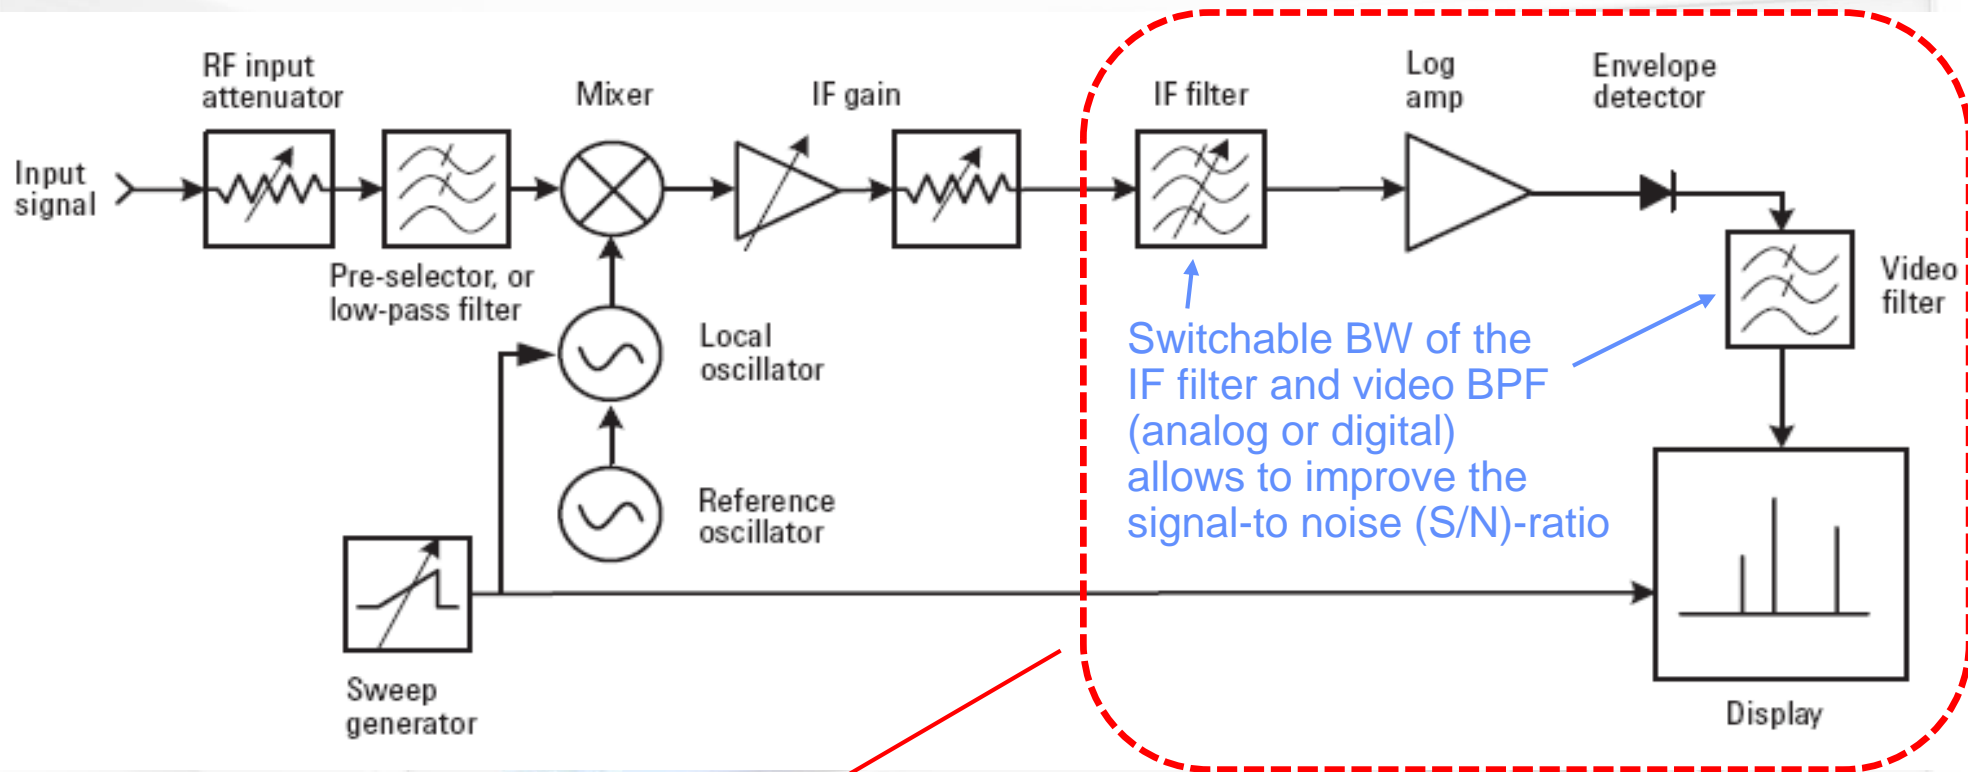 RF input
attenuator
Mixer
IF gain
IF filter
Log
amp
Envelope
detector
Input
signal
Pre-selector, or
low-pass filter
Video
filter
Local
oscillator
Switchable BW of the
IF filter and video BPF
(analog or digital)
allows to improve the
signal-to noise (S/N)-ratio
Reference
oscillator
Sweep
generator
Display